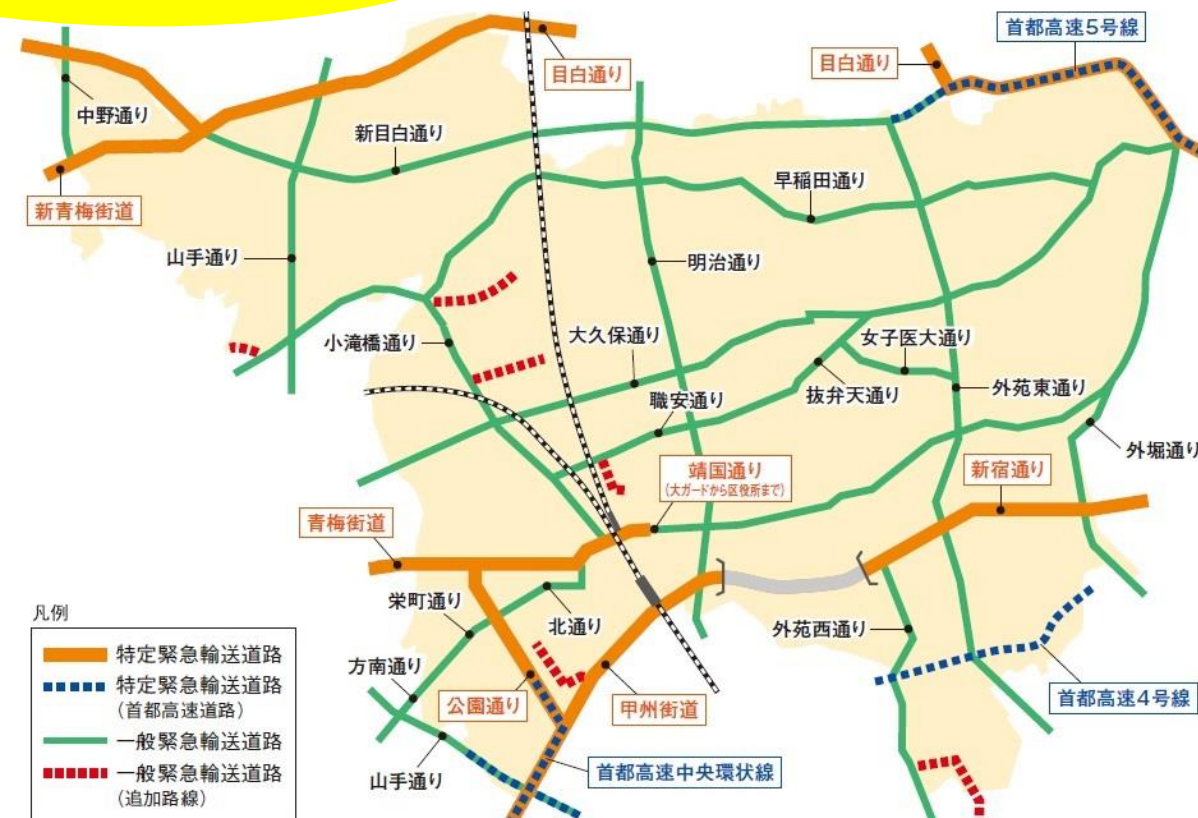 首都高速5号線
目白通り
目白通り
中野通り
新目白通り
早稲田通り
新青梅街道
山手通り
明治通り
小滝橋通り
大久保通り
女子医大通り
職安通り
抜弁天通り
外苑東通り
外堀通り
靖国通り
(大ガードから区役所まで)
新宿通り
青梅街道
栄町通り
北通り
外苑西通り
方南通り
公園通り
甲州街道
首都高速4号線
山手通り
首都高速中央環状線
凡例
特定緊急輸送道路
特定緊急輸送道路
(首都高速道路)
一般緊急輸送道路
一般緊急輸送道路
(追加路線)